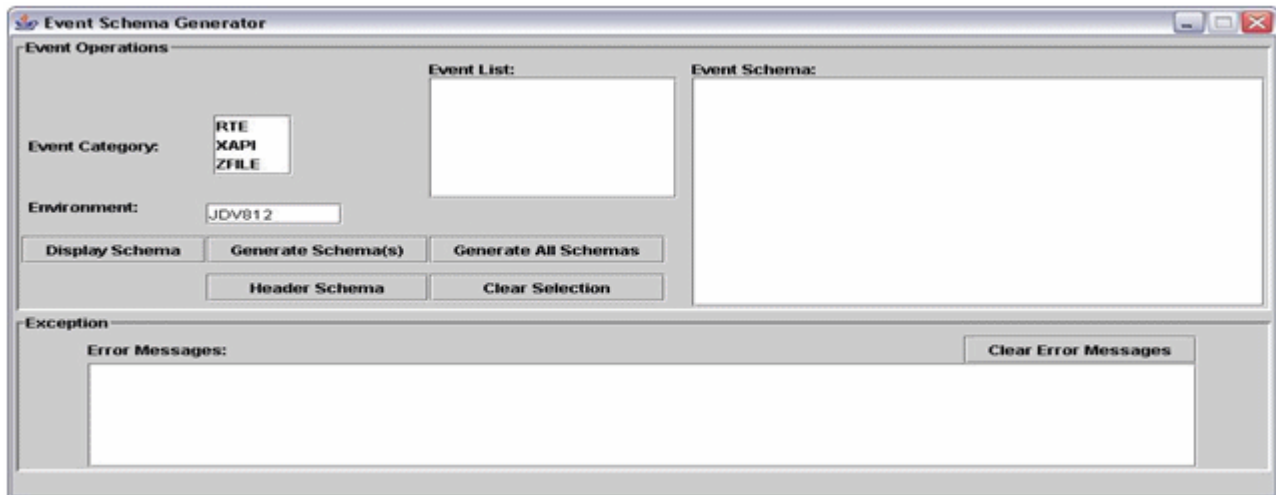 Event Schema Generator
Event Operations
Event List:
Event Schema:
Event Category:
RTE
XAPI
ZFILE
Environment:
JDV812
Display Schema
Generate Schema(s)
Generate All Schemas
Header Schema
Clear Selection
Exception
Error Messages:
Clear Error Messages